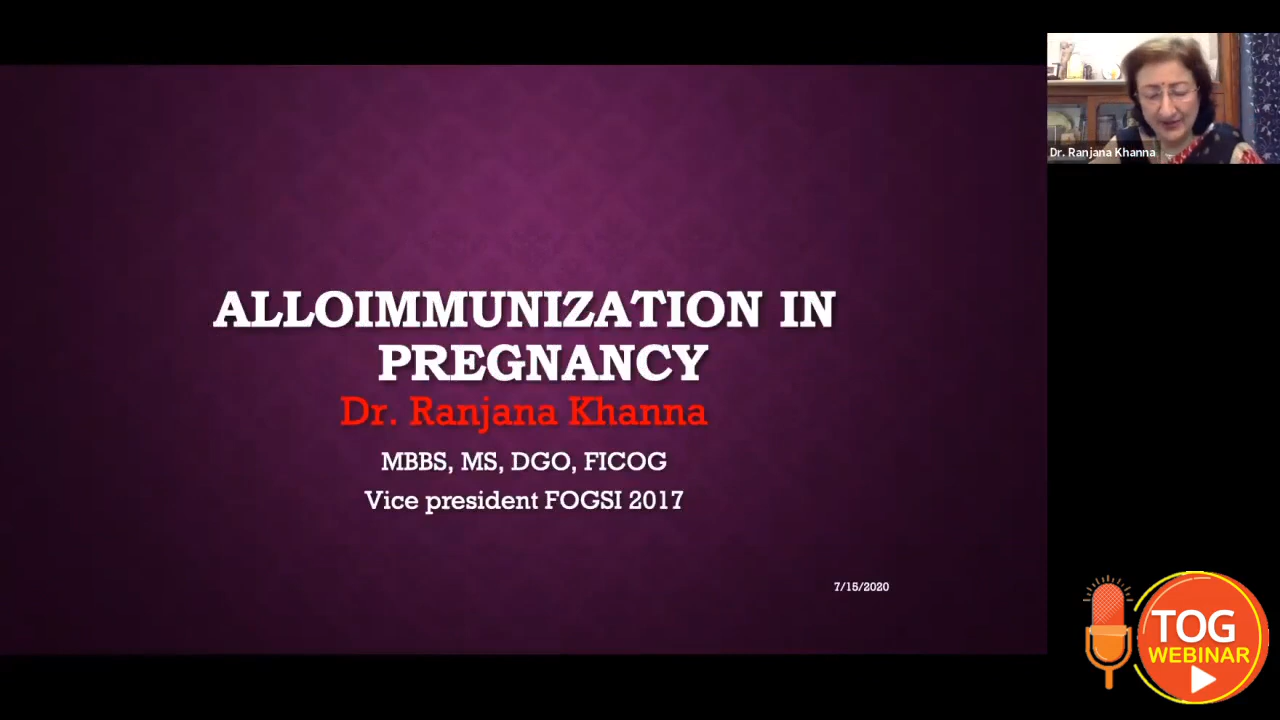 ALLOIMMUNIZATION IN
PREGNANCY
Dr. Ranjana Khanna
MBBS, MS, DGO, FICOG
Vice president FOGSI 2017
7/15/2020
Dr. Ranjana Khanna
TOG
WEBINAR